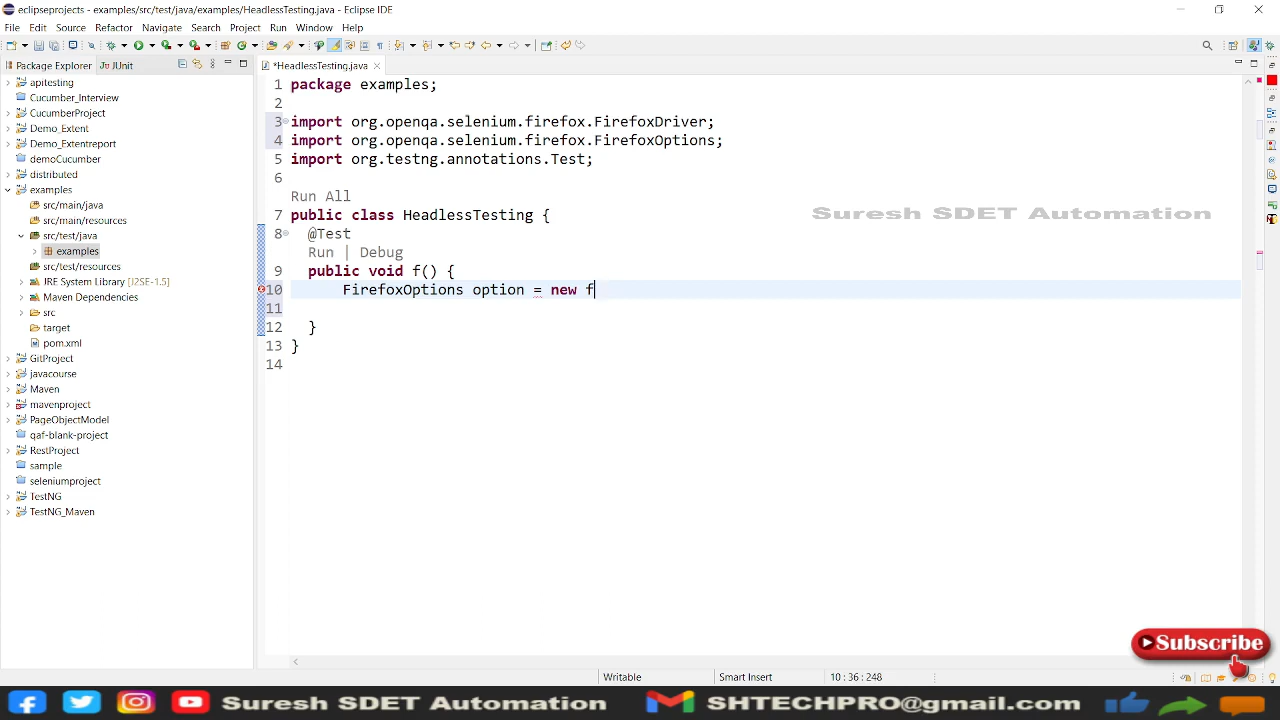 eclipseprojects - examples/src/test/java/examples/HeadlessTesting.java - Eclipse IDE
File Edit Source Refactor Navigate Search Project Run Window Help
Package Explorer JUnit
*HeadlessTesting.java
apitesting
Cucumber_Interview
CucumberProject
Demo_Extent
Demo_Extentreport
demoCucumber
distributed
examples
src/main/java
src/main/resources
src/test/java
examples
src/test/resources
JRE System Library [J2SE-1.5]
Maven Dependencies
src
target
pom.xml
GitProject
javacourse
Maven
mavenproject
PageObjectModel
qaf-blank-project
RestProject
sample
seleniumproject
TestNG
TestNG_Maven
1 package examples;
2
3 import org.openqa.selenium.firefox.FirefoxDriver;
4 import org.openqa.selenium.firefox.FirefoxOptions;
5 import org.testng.annotations.Test;
6
Run All
7 public class HeadlessTesting {
8 @Test
Run | Debug
9 public void f() {
10 FirefoxOptions option = new f
11
12 }
13 }
14
Suresh SDET Automation
Subscribe
Writable Smart Insert 10 : 36 : 248
Suresh SDET Automation SHTECHPRO@gmail.com